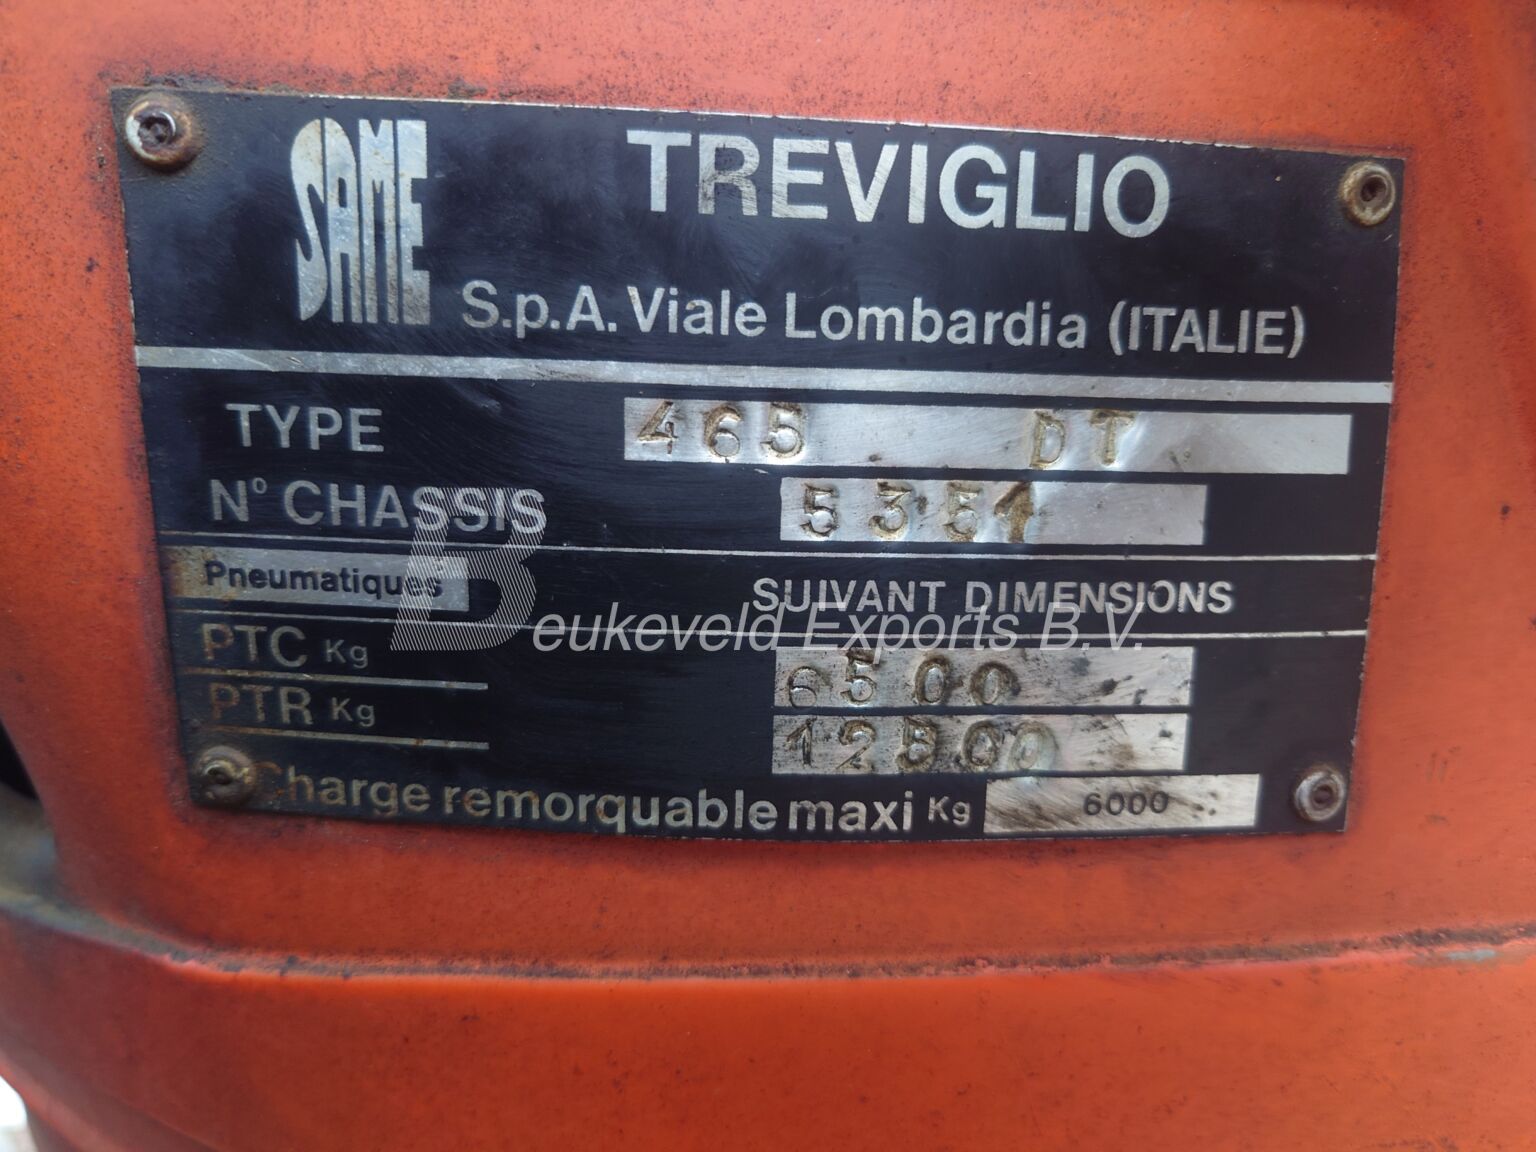 SAME
TREVIGLIO
S.p.A. Viale Lombardia (ITALIE)
TYPE 465 DT
N° CHASSIS 5351
Pneumatiques SUIVANT DIMENSIONS
Beukeveld Exports B.V.
PTC Kg 6500
PTR Kg 12500
Charge remorquable maxi Kg 6000